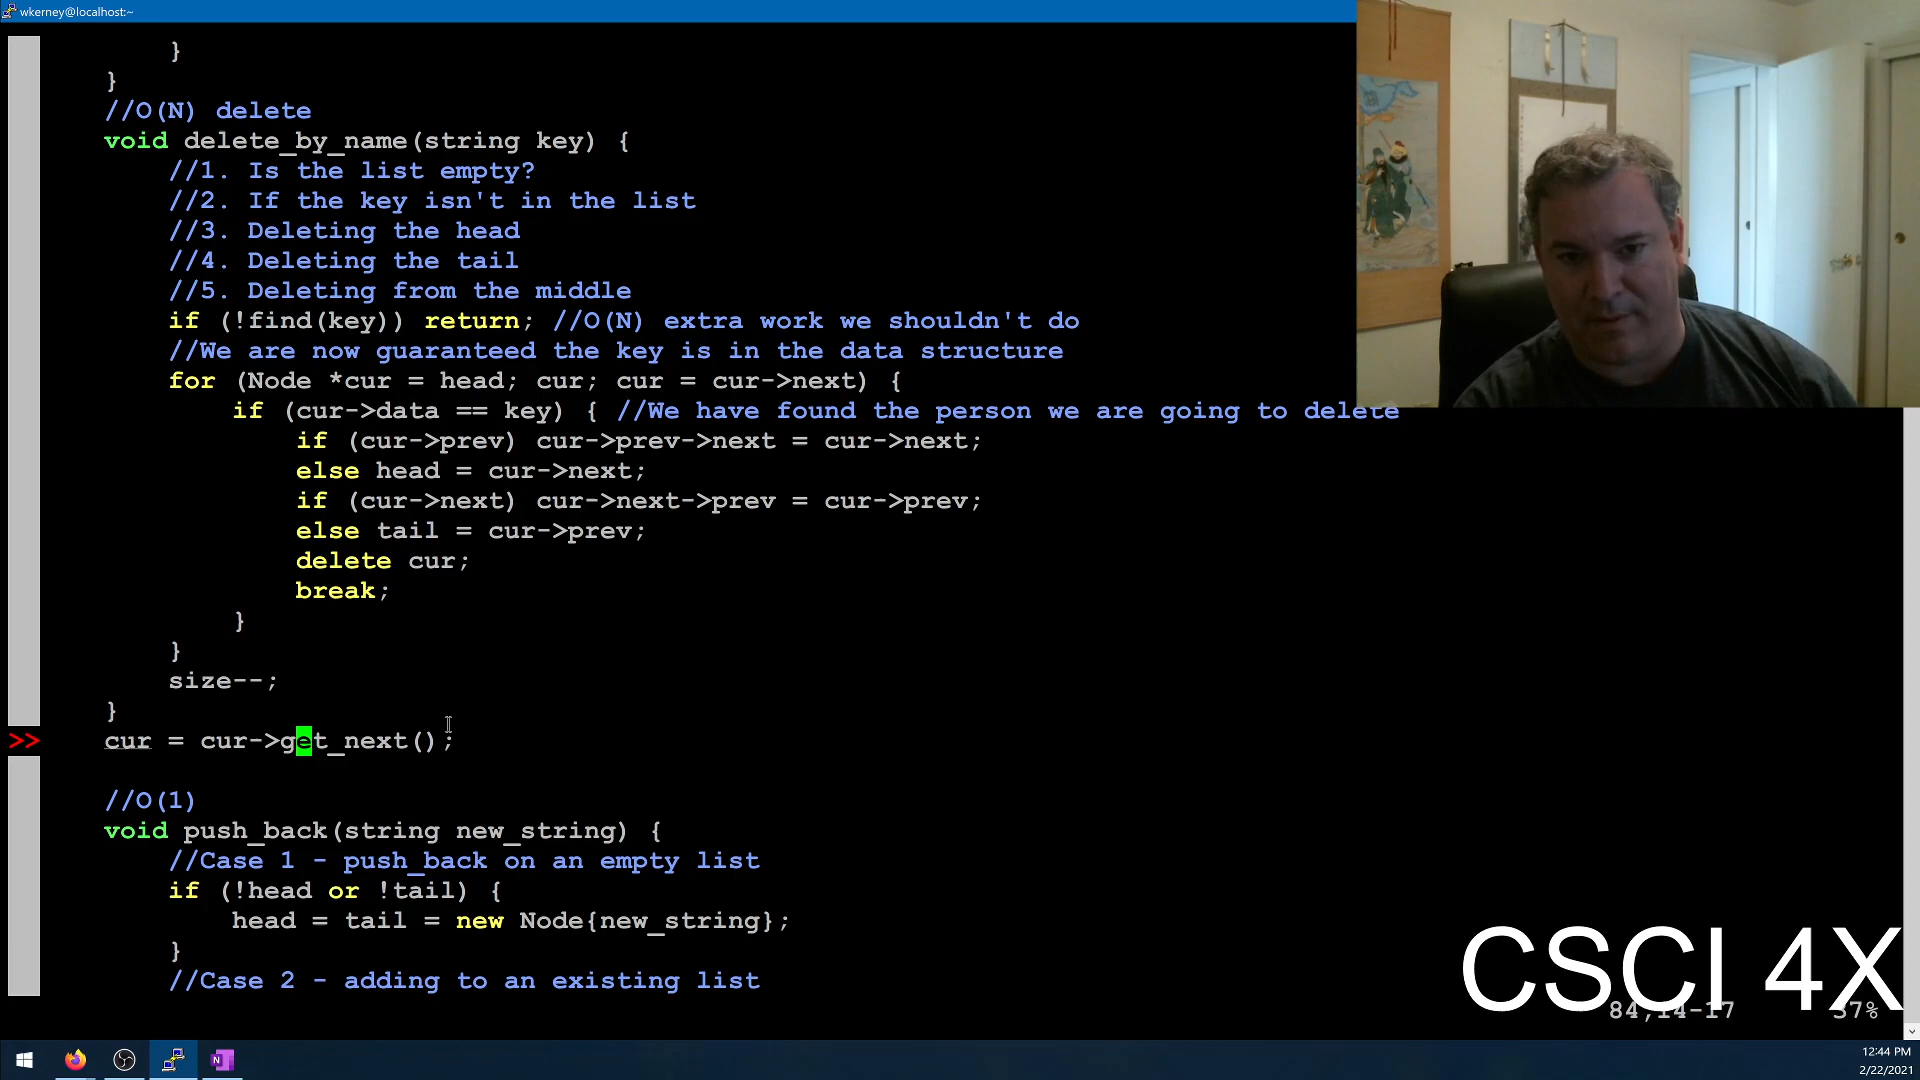 wkerney@localhost:~
}
}
//O(N) delete
void delete_by_name(string key) {
//1. Is the list empty?
//2. If the key isn't in the list
//3. Deleting the head
//4. Deleting the tail
//5. Deleting from the middle
if (!find(key)) return; //O(N) extra work we shouldn't do
//We are now guaranteed the key is in the data structure
for (Node *cur = head; cur; cur = cur->next) {
if (cur->data == key) { //We have found the person we are going to delete
if (cur->prev) cur->prev->next = cur->next;
else head = cur->next;
if (cur->next) cur->next->prev = cur->prev;
else tail = cur->prev;
delete cur;
break;
}
}
size--;
}
>> cur = cur->get_next();
//O(1)
void push_back(string new_string) {
//Case 1 - push_back on an empty list
if (!head or !tail) {
head = tail = new Node{new_string};
}
//Case 2 - adding to an existing list
CSCI 4X
84,14-17 37%
12:44 PM
2/22/2021